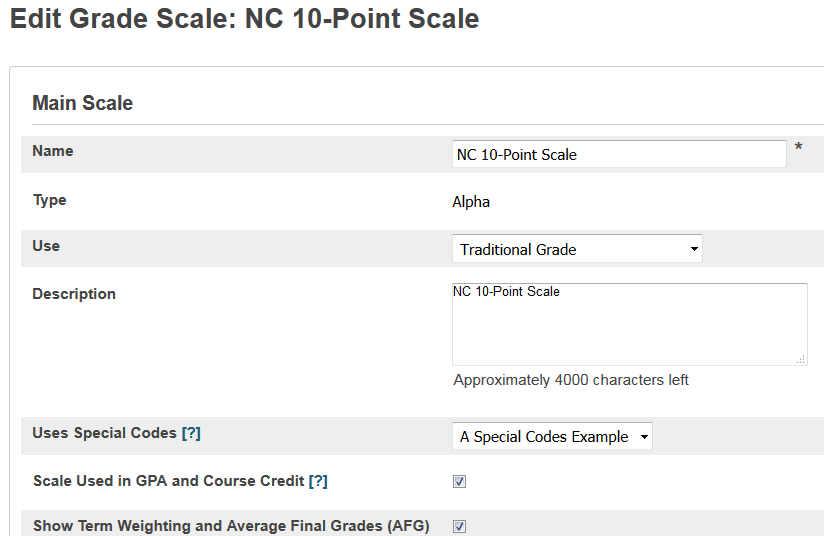 Edit Grade Scale: NC 10-Point Scale
Main Scale
Name NC 10-Point Scale *
Type Alpha
Use Traditional Grade
Description NC 10-Point Scale
Approximately 4000 characters left
Uses Special Codes [?] A Special Codes Example
Scale Used in GPA and Course Credit [?]
Show Term Weighting and Average Final Grades (AFG)